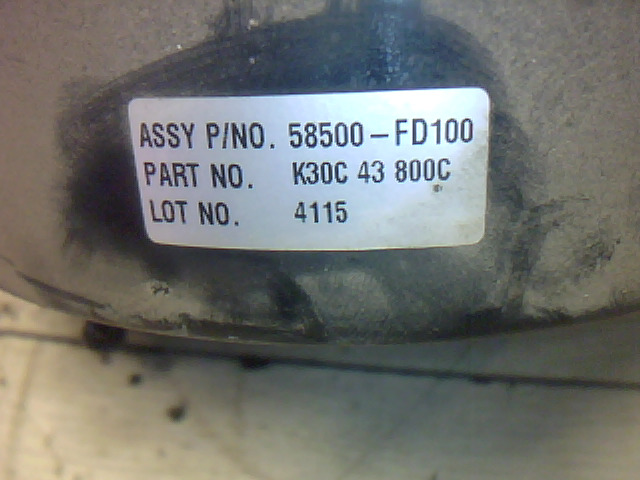 ASSY P/NO. 58500-FD100
PART NO. K30C 43 800C
LOT NO. 4115